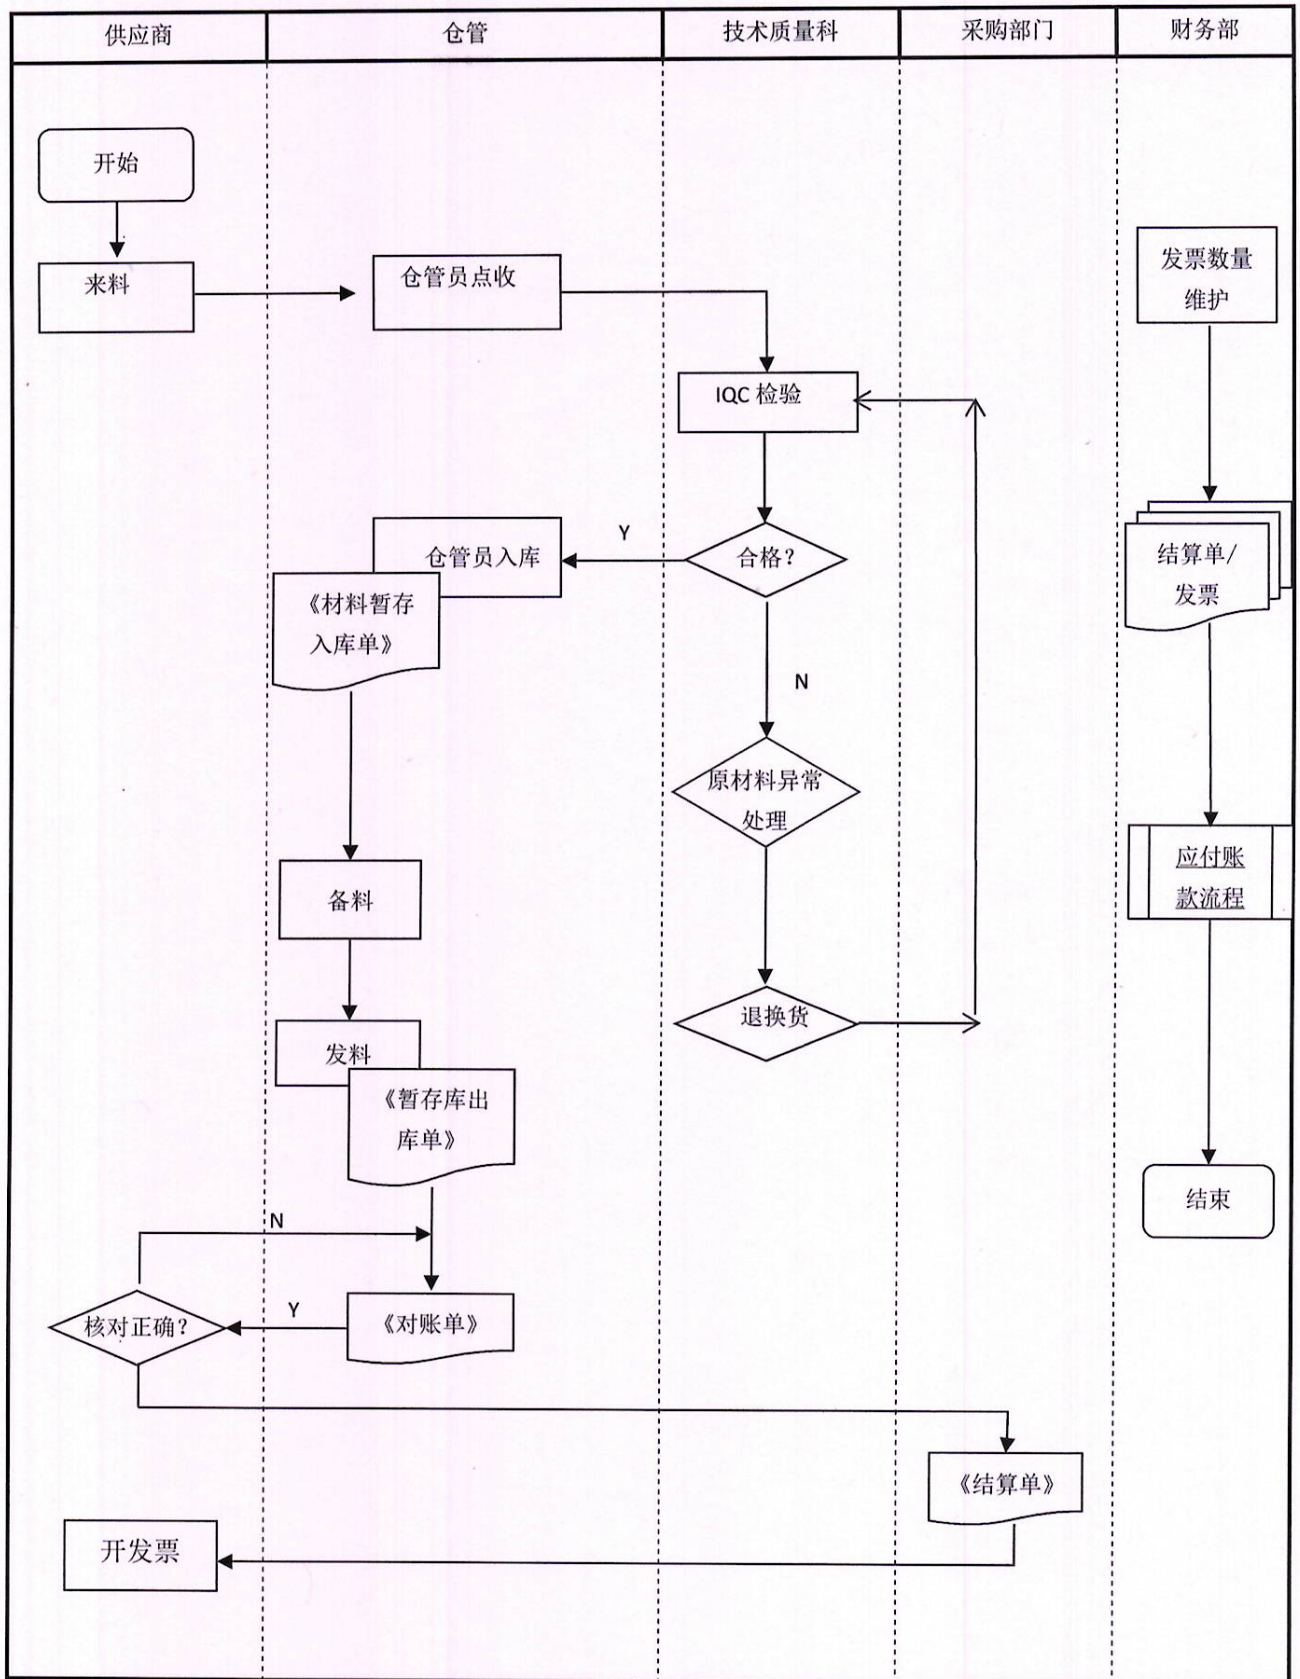 供应商
仓管
技术质量科
采购部门
财务部
开始
来料
仓管员点收
发票数量
维护
IQC 检验
Y
合格？
仓管员入库
《材料暂存
入库单》
结算单/
发票
N
原材料异常
处理
备料
应付账
款流程
发料
退换货
《暂存库出
库单》
结束
N
核对正确？
Y
《对账单》
《结算单》
开发票